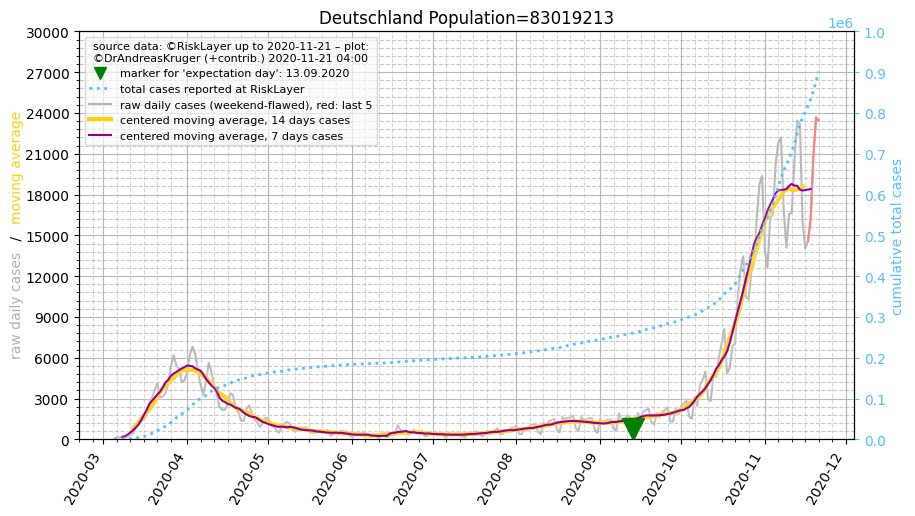 Deutschland Population=83019213
1e6
source data: ©RiskLayer up to 2020-11-21 – plot:
©DrAndreasKruger (+contrib.) 2020-11-21 04:00
marker for 'expectation day': 13.09.2020
total cases reported at RiskLayer
raw daily cases (weekend-flawed), red: last 5
centered moving average, 14 days cases
centered moving average, 7 days cases
raw daily cases / moving average
30000
27000
24000
21000
18000
15000
12000
9000
6000
3000
0
1.0
0.9
0.8
0.7
0.6
0.5
0.4
0.3
0.2
0.1
0.0
cumulative total cases
2020-03
2020-04
2020-05
2020-06
2020-07
2020-08
2020-09
2020-10
2020-11
2020-12